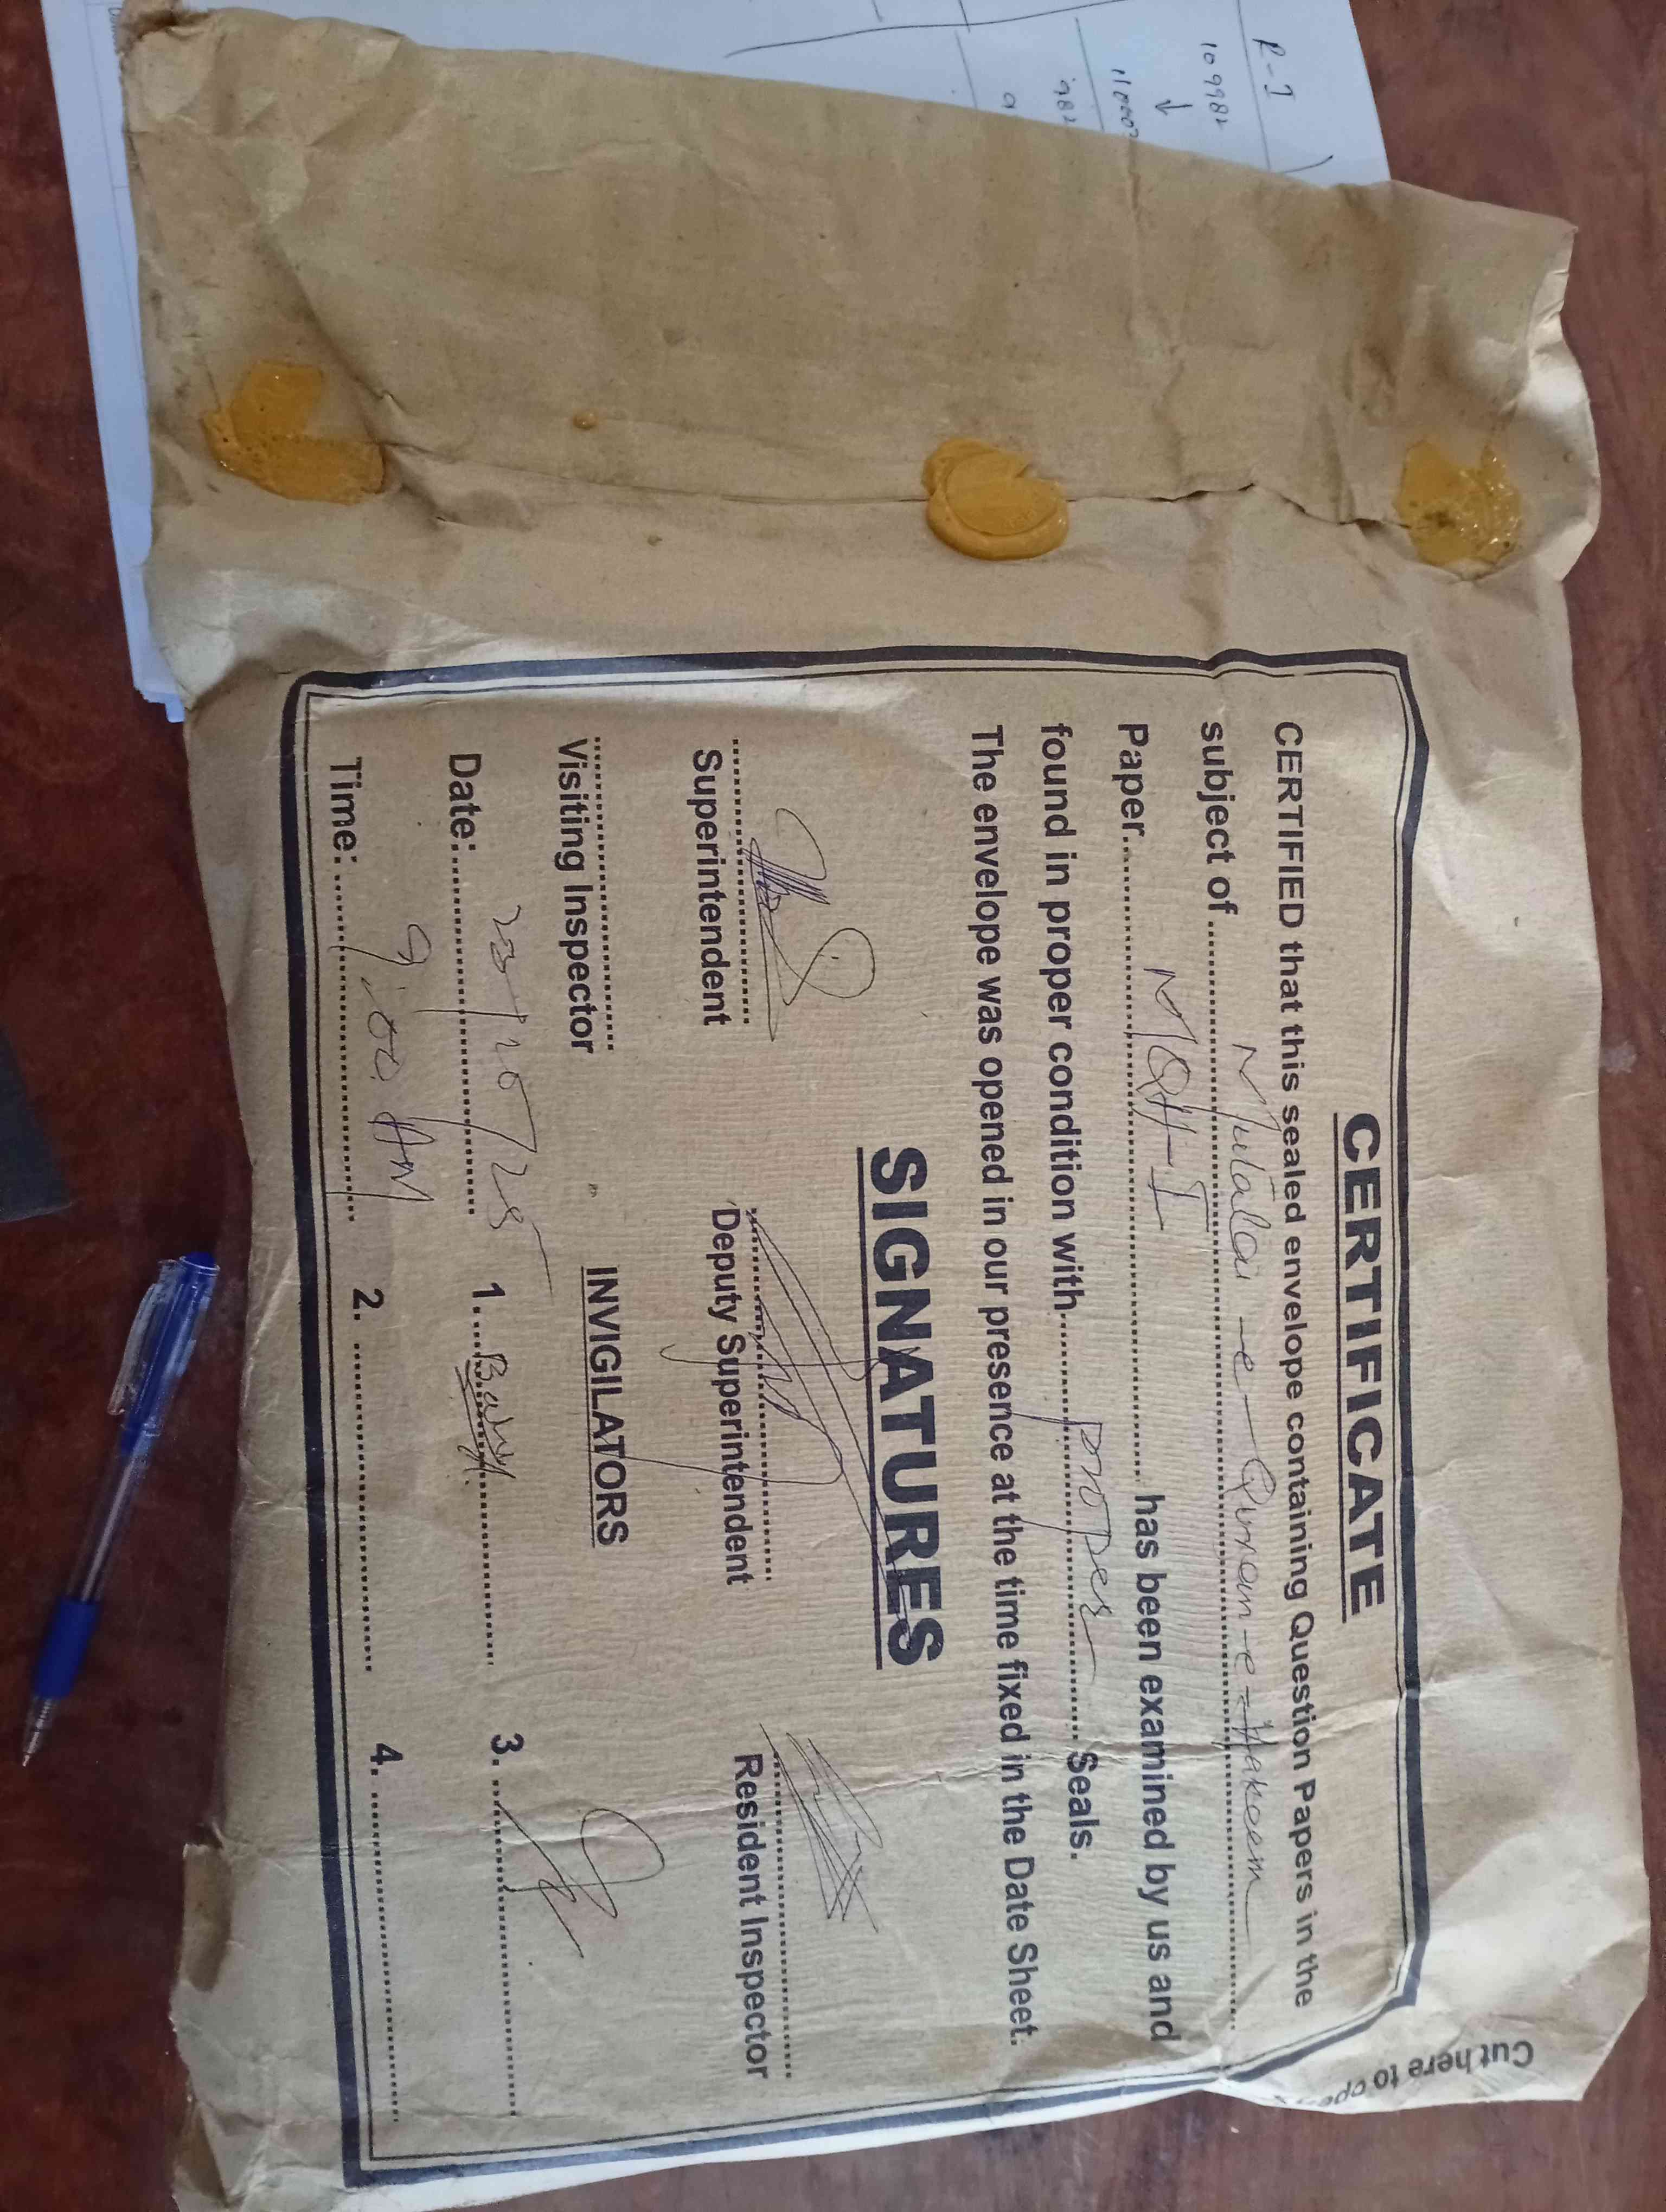 CERTIFICATE
CERTIFIED that this sealed envelope containing Question Papers in the
subject of Mutalai-e-Quran-e-Hakeem
Paper MQH-I has been examined by us and
found in proper condition with proper Seals.
The envelope was opened in our presence at the time fixed in the Date Sheet.
SIGNATURES
Superintendent Deputy Superintendent Resident Inspector
Visiting Inspector INVIGILATORS
Date: 23/10/25 1. 3.
Time: 9:00 AM 2. 4.
Cut here to
R-I
109982